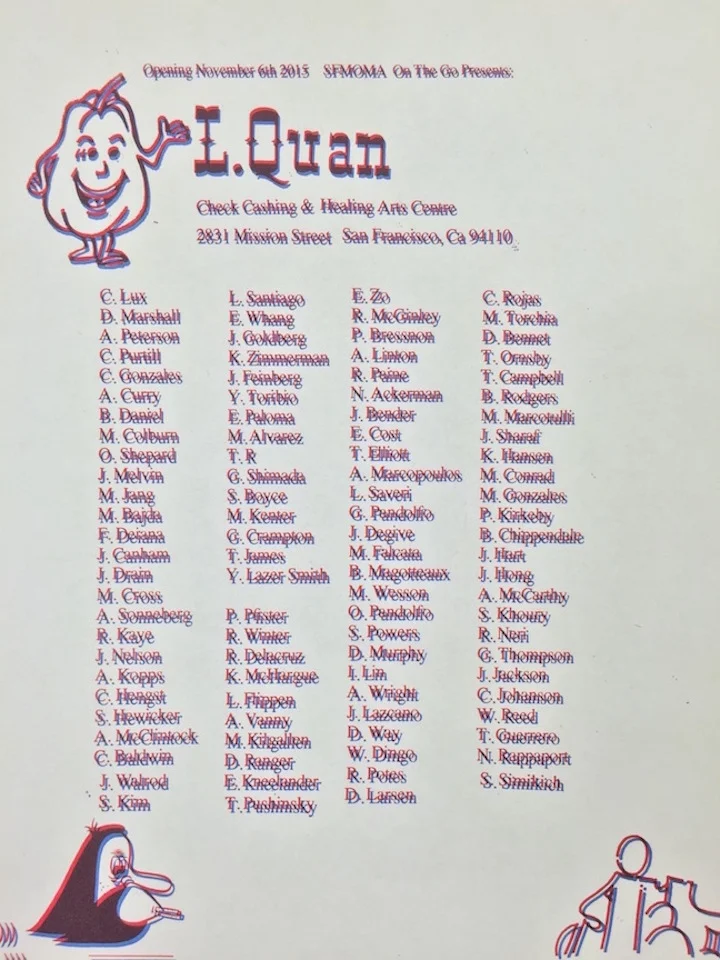 Opening November 6th 2015 SFMOMA On The Go Presents:
L.Quan
Check Cashing & Healing Arts Centre
2831 Mission Street San Francisco, Ca 94110
C. Lux
D. Marshall
A. Peterson
C. Purtill
C. Gonzales
A. Curry
B. Daniel
M. Colburn
O. Shepard
J. Melvin
M. Jang
M. Bajda
F. Deiana
J. Canham
J. Drain
M. Cross
A. Sonneberg
R. Kaye
J. Nelson
A. Kopps
C. Hengst
S. Hewicker
A. McClintock
C. Baldwin
J. Walrod
S. Kim
L. Santiago
E. Whang
J. Goldberg
K. Zimmerman
J. Feinberg
Y. Toribio
E. Paloma
M. Alvarez
T. R
G. Shimada
S. Boyce
M. Kenter
G. Crampton
T. James
Y. Lazer Smith
P. Pfister
R. Winter
R. Delacruz
K. McHargue
L. Flippen
A. Vanny
M. Kilgallen
D. Ranger
E. Kneelander
T. Pushinsky
E. Zo
R. McGinley
P. Bressnon
A. Linton
R. Paine
N. Ackerman
J. Bender
E. Cost
T. Elliott
A. Marcopoulos
L. Saveri
G. Pandolfo
J. Degive
M. Falcata
B. Magotteaux
M. Wesson
O. Pandolfo
S. Powers
D. Murphy
I. Lin
A. Wright
J. Lazcano
D. Way
W. Dingo
R. Potes
D. Larsen
C. Rojas
M. Torchia
D. Bennet
T. Ornsby
T. Campbell
B. Rodgers
M. Marcotulli
J. Sharaf
K. Hansen
M. Conrad
M. Gonzales
P. Kirkeby
B. Chippendale
J. Hart
J. Hong
A. McCarthy
S. Khoury
R. Neri
G. Thompson
J. Jackson
C. Johanson
W. Reed
T. Guerrero
N. Rappaport
S. Simikich